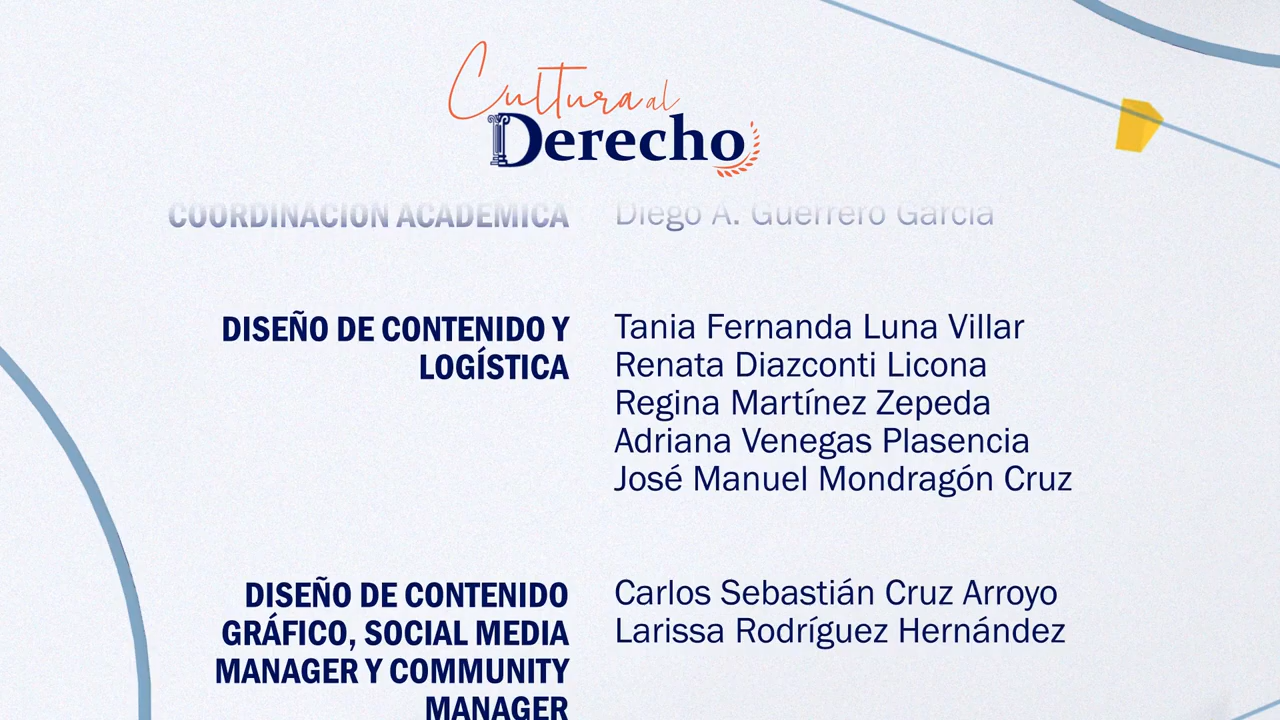 Cultura al
Derecho
COORDINACIÓN ACADÉMICA
Diego A. Guerrero García
DISEÑO DE CONTENIDO Y
LOGÍSTICA
Tania Fernanda Luna Villar
Renata Diazconti Licona
Regina Martínez Zepeda
Adriana Venegas Plasencia
José Manuel Mondragón Cruz
DISEÑO DE CONTENIDO
GRÁFICO, SOCIAL MEDIA
MANAGER Y COMMUNITY
MANAGER
Carlos Sebastián Cruz Arroyo
Larissa Rodríguez Hernández